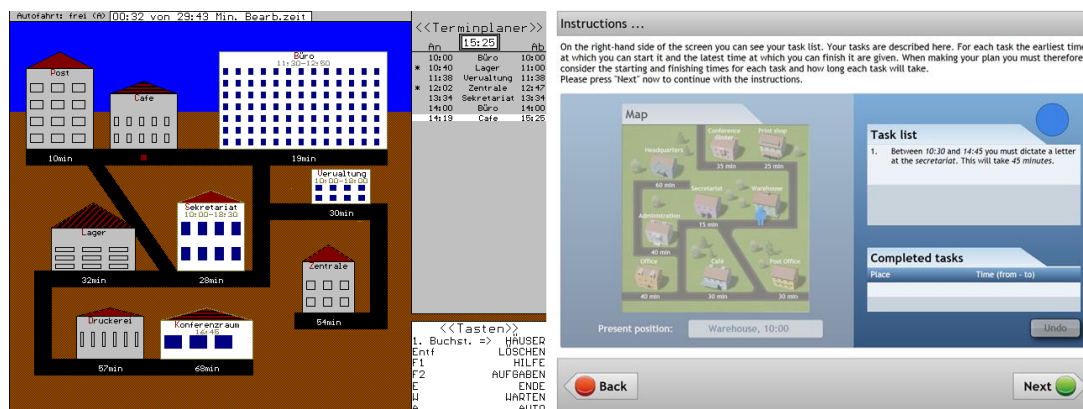 Autofahrt: frei (A) 00:32 von 29:43 Min. Bearb.zeit
Post
10min
Cafe
Büro
11:30-12:50
19min
Verualtung
10:00-18:00
30min
Sekretariat
10:00-18:30
28min
Lager
32min
Zentrale
54min
Druckerei
57min
Konferenzraum
16:45
68min
<<Terminplaner>>
An 15:25 Ab
10:00 Büro 10:00
* 10:40 Lager 11:00
11:38 Verualtung 11:38
* 12:02 Zentrale 12:47
13:34 Sekretariat 13:34
14:00 Büro 14:00
14:19 Cafe 15:25
<<Tasten>>
1. Buchst. => HÄUSER
Entf LÖSCHEN
F1 HILFE
F2 AUFGABEN
E ENDE
W WARTEN
A AUTO
Instructions ...
On the right-hand side of the screen you can see your task list. Your tasks are described here. For each task the earliest time
at which you can start it and the latest time at which you can finish it are given. When making your plan you must therefore
consider the starting and finishing times for each task and how long each task will take.
Please press "Next" now to continue with the instructions.
Map
Conference
Center
35 min
Print shop
25 min
Headquarters
60 min
Secretariat
15 min
Warehouse
Administration
40 min
Office
40 min
Café
30 min
Post Office
30 min
Present position: Warehouse, 10:00
Task list
1. Between 10:30 and 14:45 you must dictate a letter
at the secretariat. This will take 45 minutes.
Completed tasks
Place Time (from - to)
Undo
Back
Next